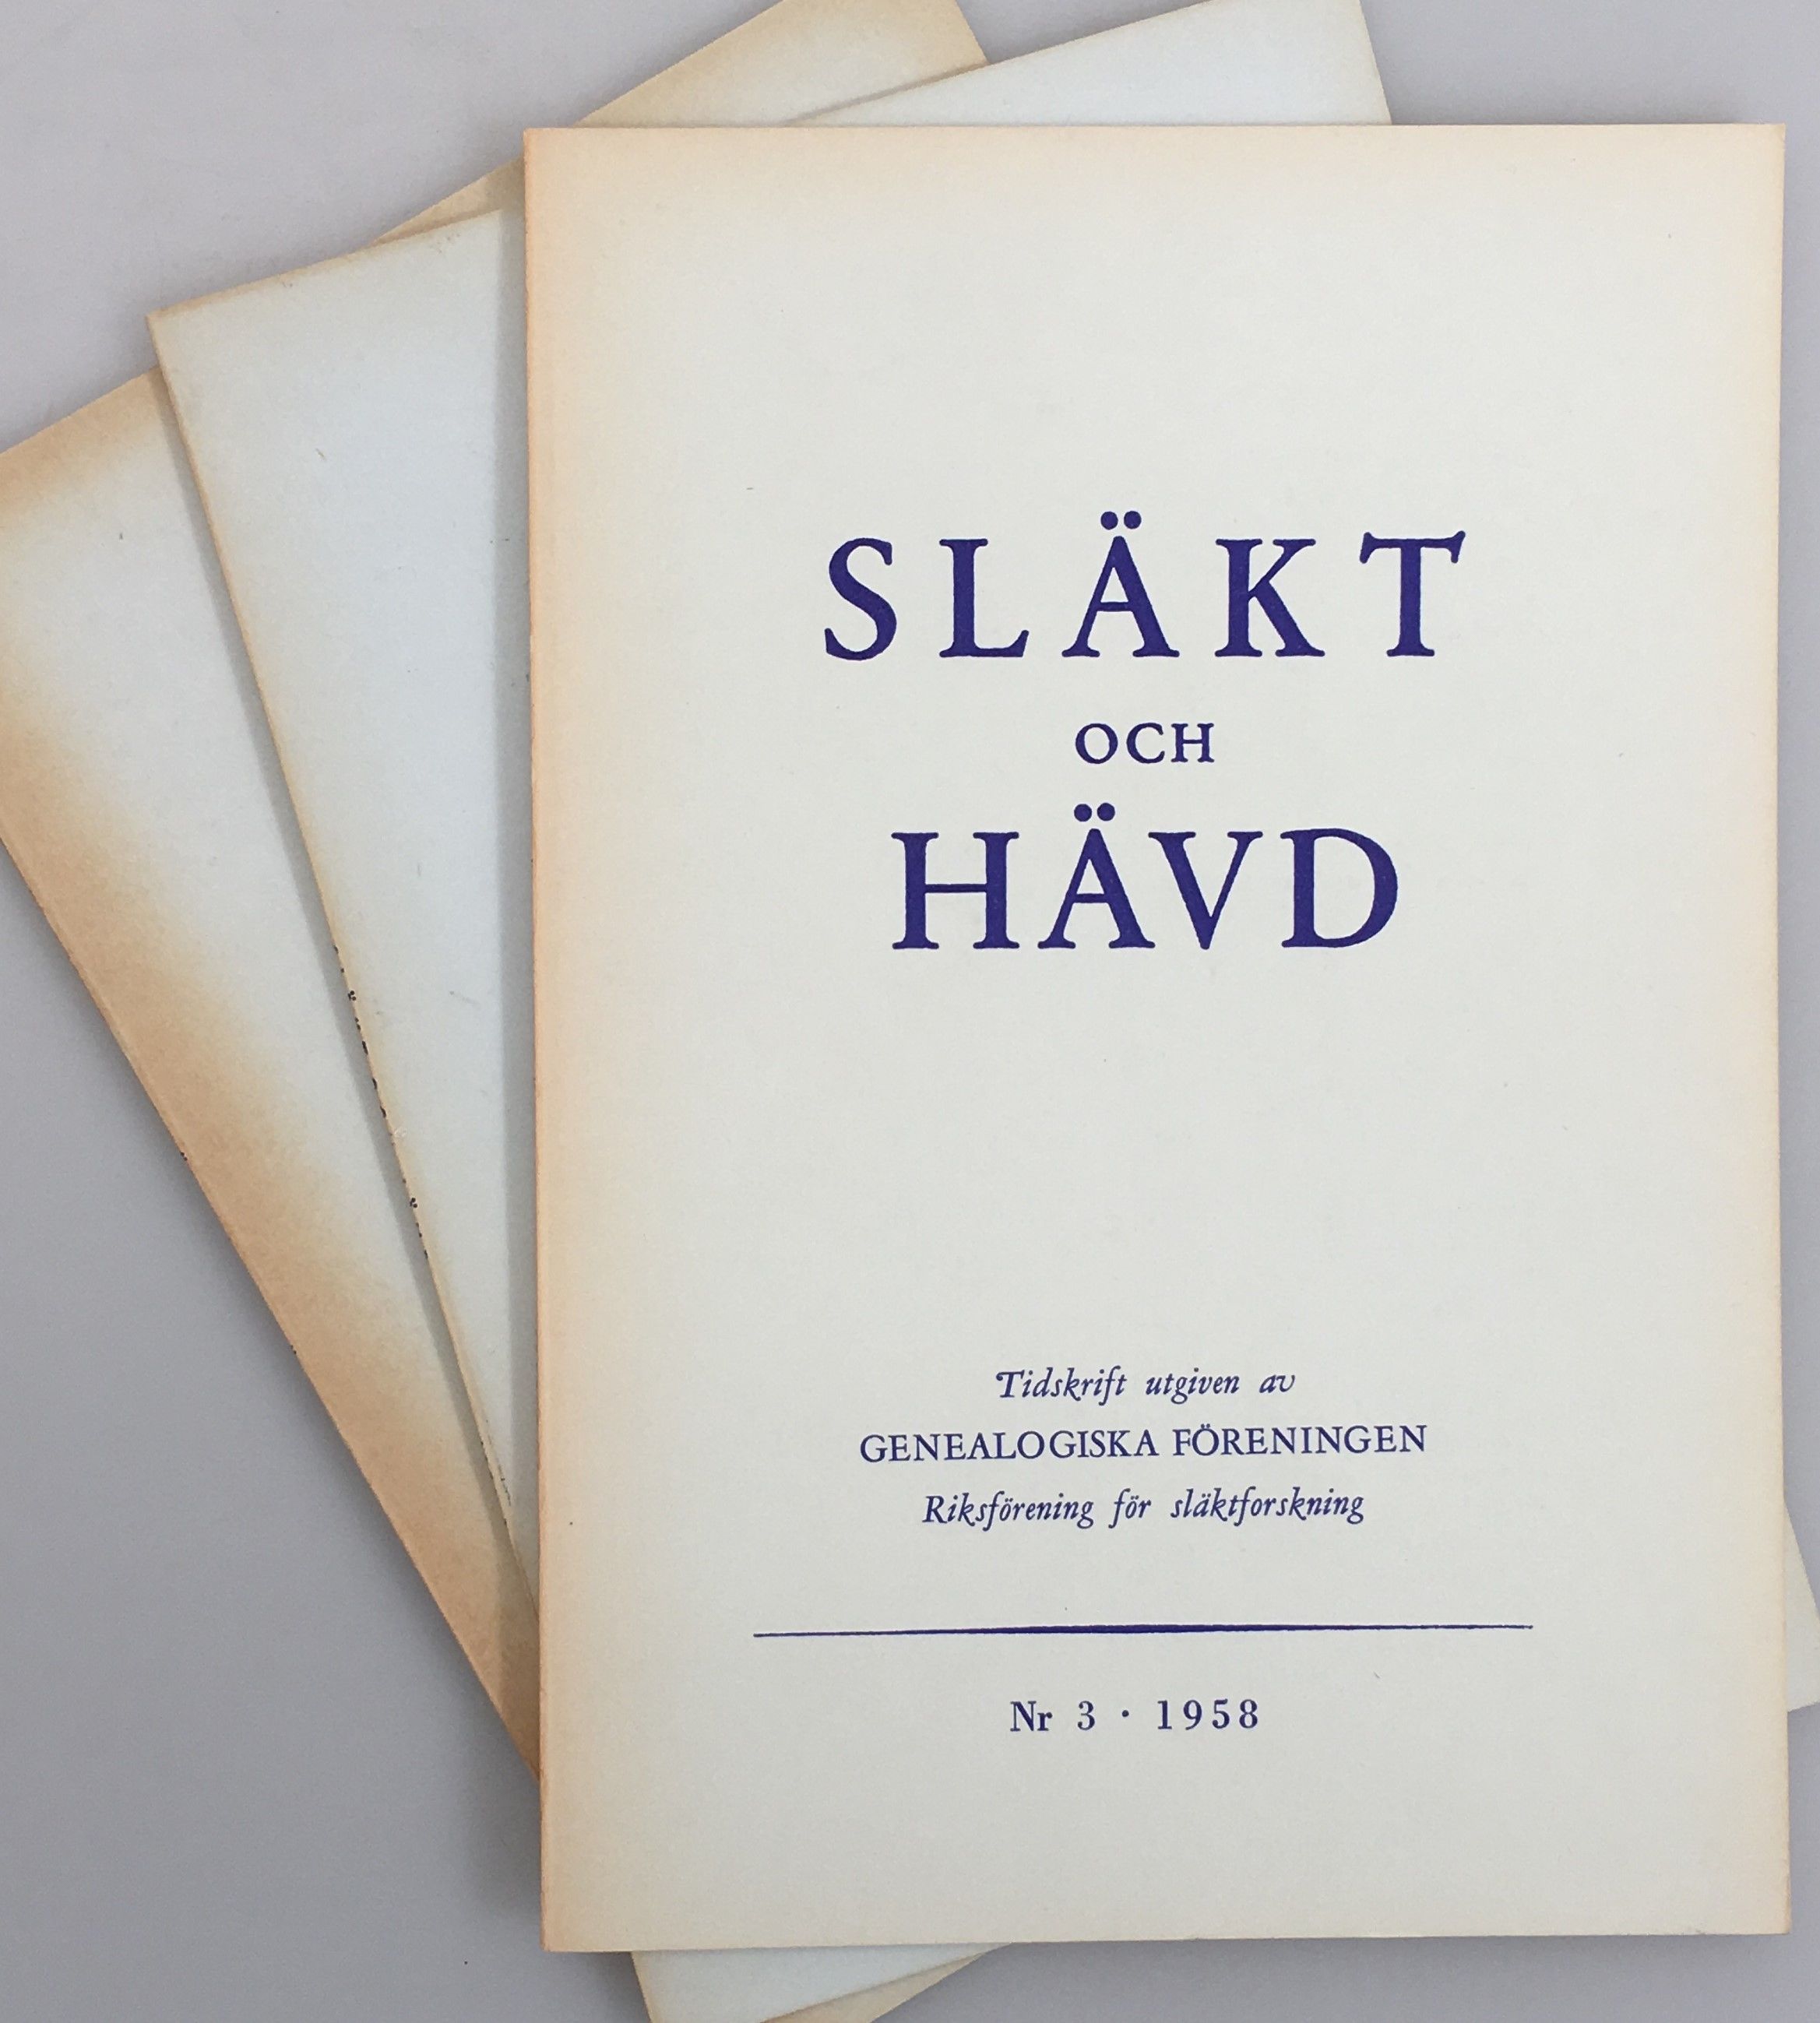 SLÄKT
OCH
HÄVD
Tidskrift utgiven av
GENEALOGISKA FÖRENINGEN
Riksförening för släktforskning
Nr 3 · 1958